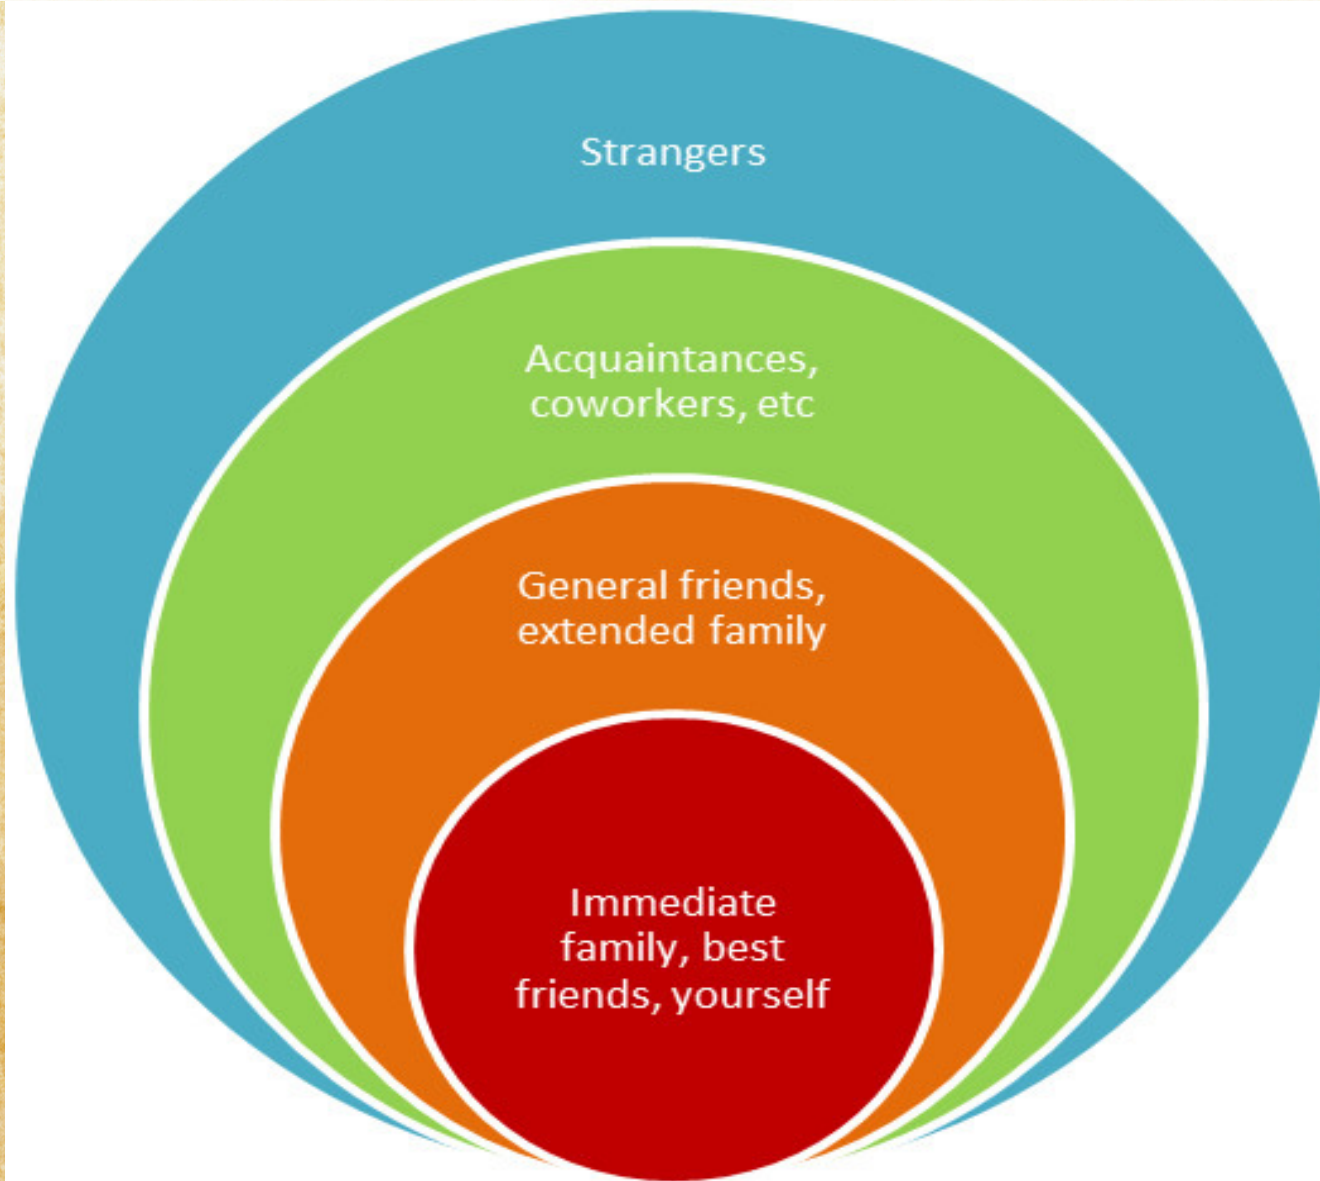 Strangers
Acquaintances,
coworkers, etc
General friends,
extended family
Immediate
family, best
friends, yourself